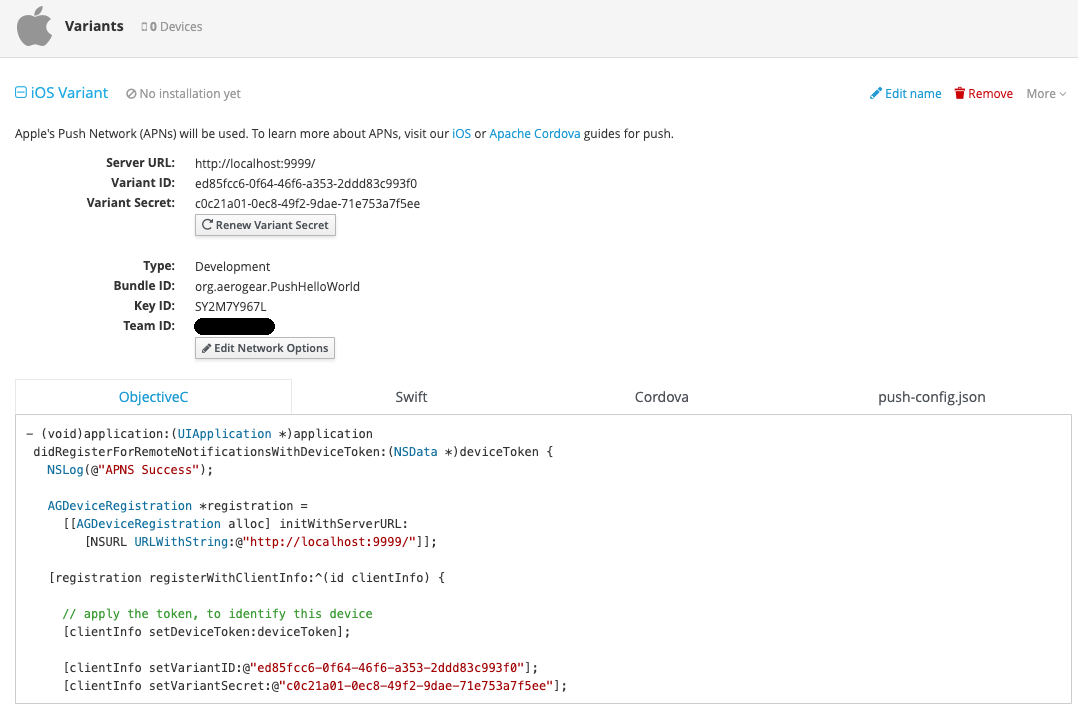 Variants 0 Devices
iOS Variant No installation yet Edit name Remove More
Apple's Push Network (APNs) will be used. To learn more about APNs, visit our iOS or Apache Cordova guides for push.
Server URL: http://localhost:9999/
Variant ID: ed85fcc6-0f64-46f6-a353-2ddd83c993f0
Variant Secret: c0c21a01-0ec8-49f2-9dae-71e753a7f5ee
Renew Variant Secret
Type: Development
Bundle ID: org.aerogear.PushHelloWorld
Key ID: SY2M7Y967L
Team ID:
Edit Network Options
ObjectiveC Swift Cordova push-config.json
– (void)application:(UIApplication *)application
didRegisterForRemoteNotificationsWithDeviceToken:(NSData *)deviceToken {
NSLog(@"APNS Success");
AGDeviceRegistration *registration =
[[AGDeviceRegistration alloc] initWithServerURL:
[NSURL URLWithString:@"http://localhost:9999/"]];
[registration registerWithClientInfo:^(id clientInfo) {
// apply the token, to identify this device
[clientInfo setDeviceToken:deviceToken];
[clientInfo setVariantID:@"ed85fcc6-0f64-46f6-a353-2ddd83c993f0"];
[clientInfo setVariantSecret:@"c0c21a01-0ec8-49f2-9dae-71e753a7f5ee"];